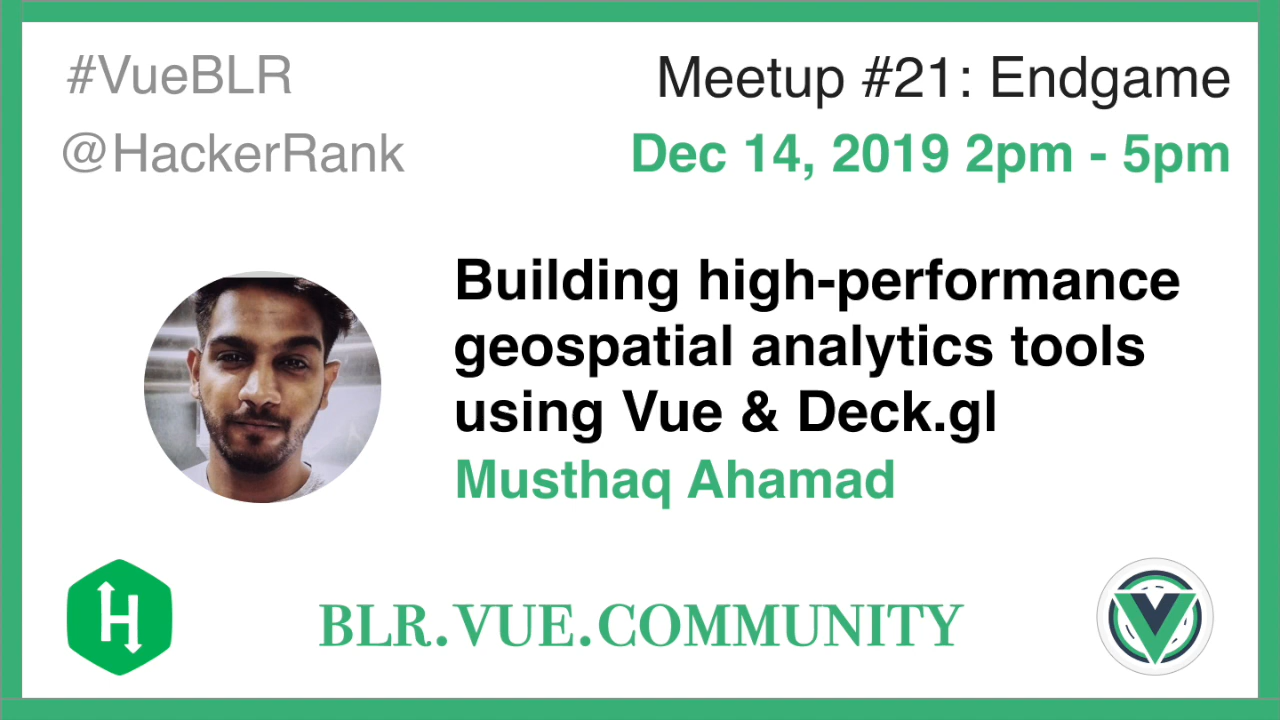 #VueBLR
Meetup #21: Endgame
@HackerRank
Dec 14, 2019 2pm - 5pm
Building high-performance
geospatial analytics tools
using Vue & Deck.gl
Musthaq Ahamad
H
BLR.VUE.COMMUNITY